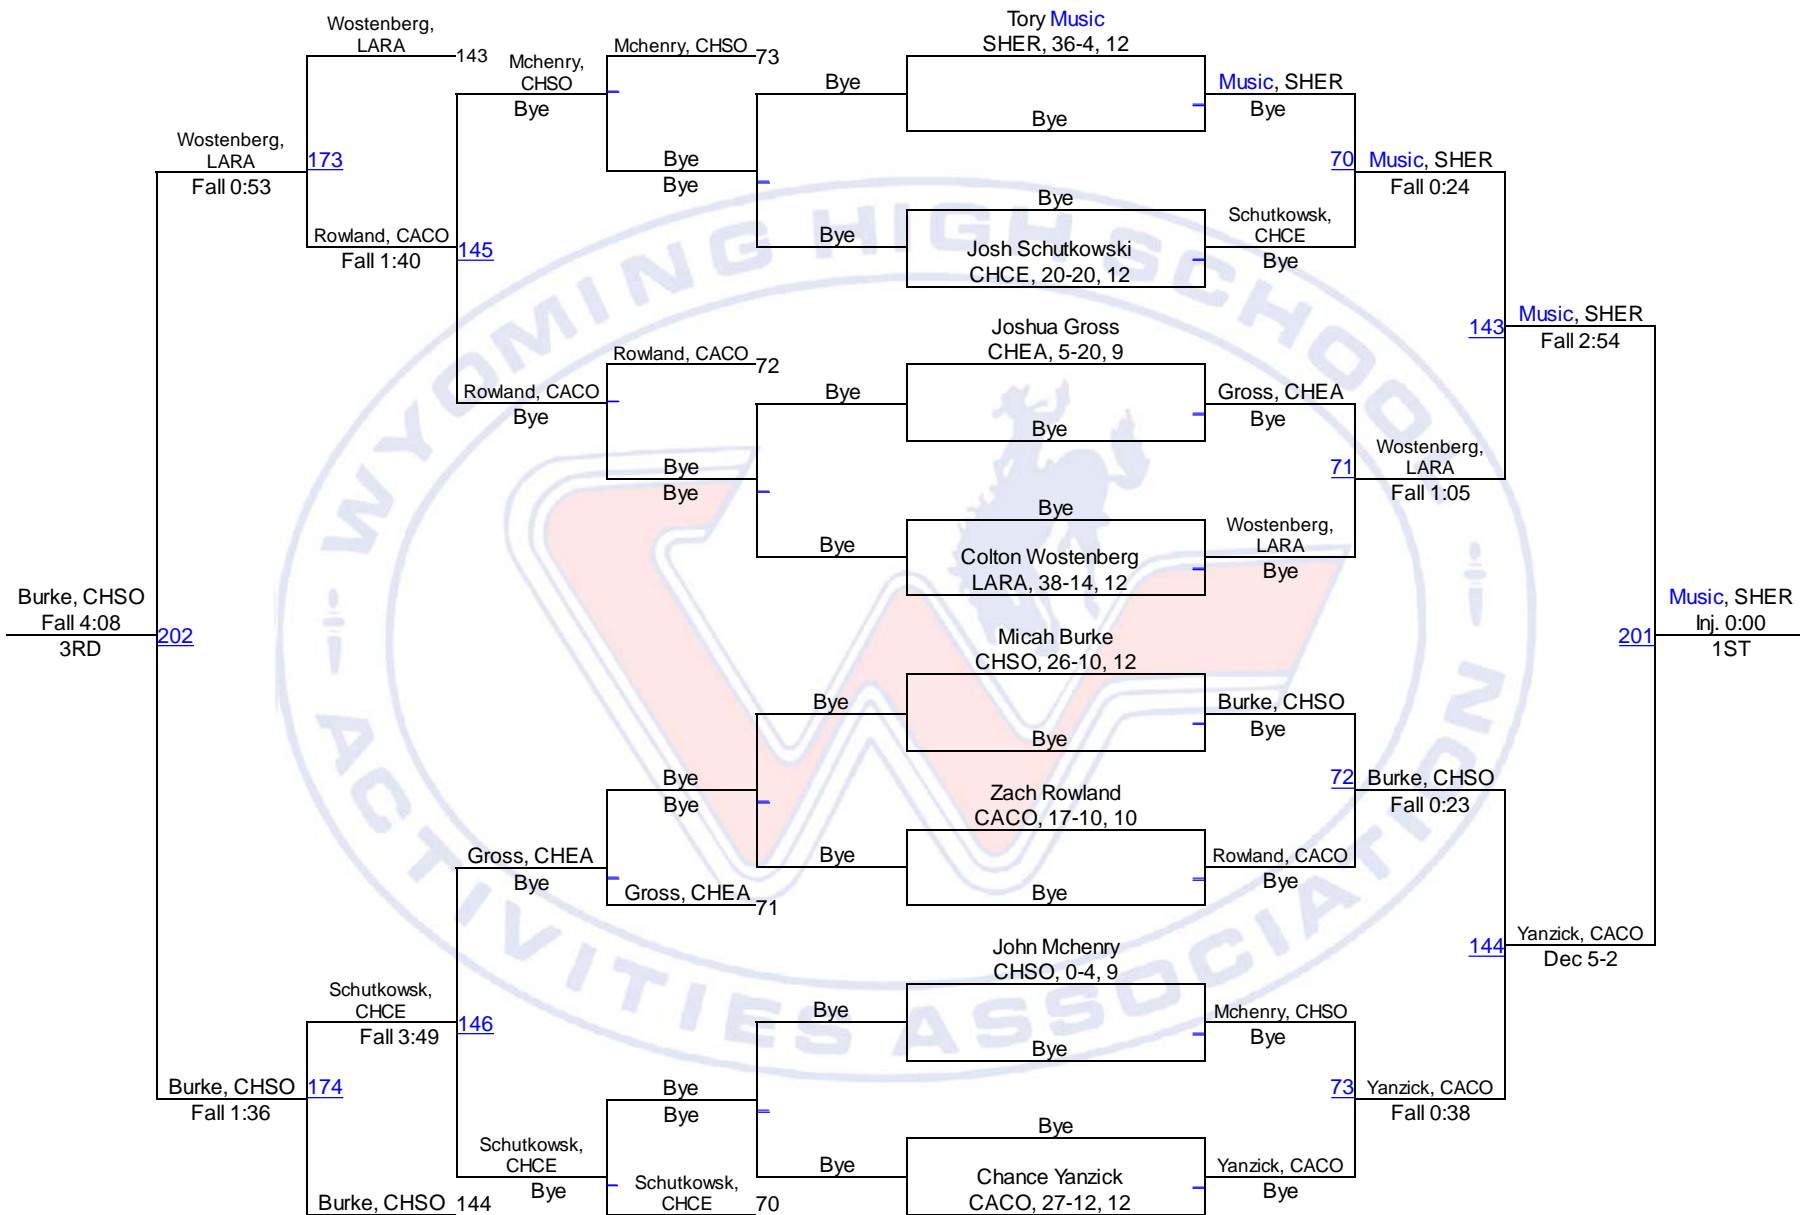 Tory Music
SHER, 36-4, 12
Wostenberg,
LARA
143
Mchenry,
CHSO
Bye
Mchenry, CHSO
73
Bye
Bye
Music, SHER
Bye
Wostenberg,
LARA
Fall 0:53
173
Bye
Bye
70
Music, SHER
Fall 0:24
Bye
Bye
Josh Schutkowski
CHCE, 20-20, 12
Schutkowsk,
CHCE
Bye
Rowland, CACO
Fall 1:40
145
Joshua Gross
CHEA, 5-20, 9
143
Music, SHER
Fall 2:54
Rowland, CACO
72
Rowland, CACO
Bye
Bye
Bye
Gross, CHEA
Bye
Bye
Bye
71
Wostenberg,
LARA
Fall 1:05
Bye
Bye
Colton Wostenberg
LARA, 38-14, 12
Wostenberg,
LARA
Bye
Burke, CHSO
Fall 4:08
3RD
202
Micah Burke
CHSO, 26-10, 12
201
Music, SHER
Inj. 0:00
1ST
Bye
Bye
Burke, CHSO
Bye
Bye
Bye
72
Burke, CHSO
Fall 0:23
Zach Rowland
CACO, 17-10, 10
Gross, CHEA
Bye
Bye
Bye
Rowland, CACO
Bye
Gross, CHEA
71
John Mchenry
CHSO, 0-4, 9
144
Yanzick, CACO
Dec 5-2
Schutkowsk,
CHCE
Fall 3:49
146
Bye
Bye
Mchenry, CHSO
Bye
Burke, CHSO
Fall 1:36
174
Bye
Bye
73
Yanzick, CACO
Fall 0:38
Schutkowsk,
CHCE
Bye
Bye
Bye
Chance Yanzick
CACO, 27-12, 12
Yanzick, CACO
Bye
Burke, CHSO
144
Schutkowsk,
CHCE
70
WYOMING HIGH SCHOOL
ACTIVITIES ASSOCIATION